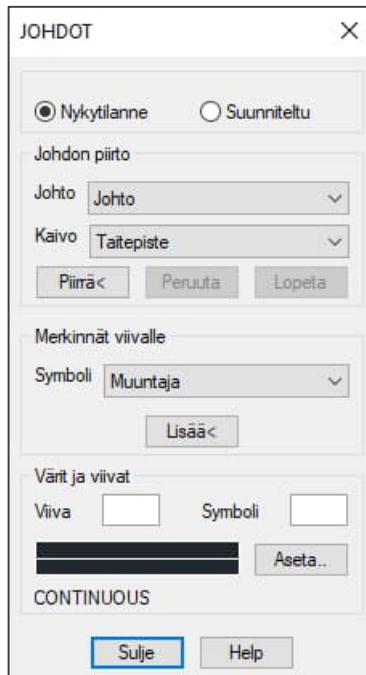 JOHDOT
Nykytilanne Suunniteltu
Johdon piirto
Johto Johto
Kaivo Taitepiste
Piirrä< Peruuta Lopeta
Merkinnät viivalle
Symboli Muuntaja
Lisää<
Värit ja viivat
Viiva Symboli
Aseta..
CONTINUOUS
Sulje Help